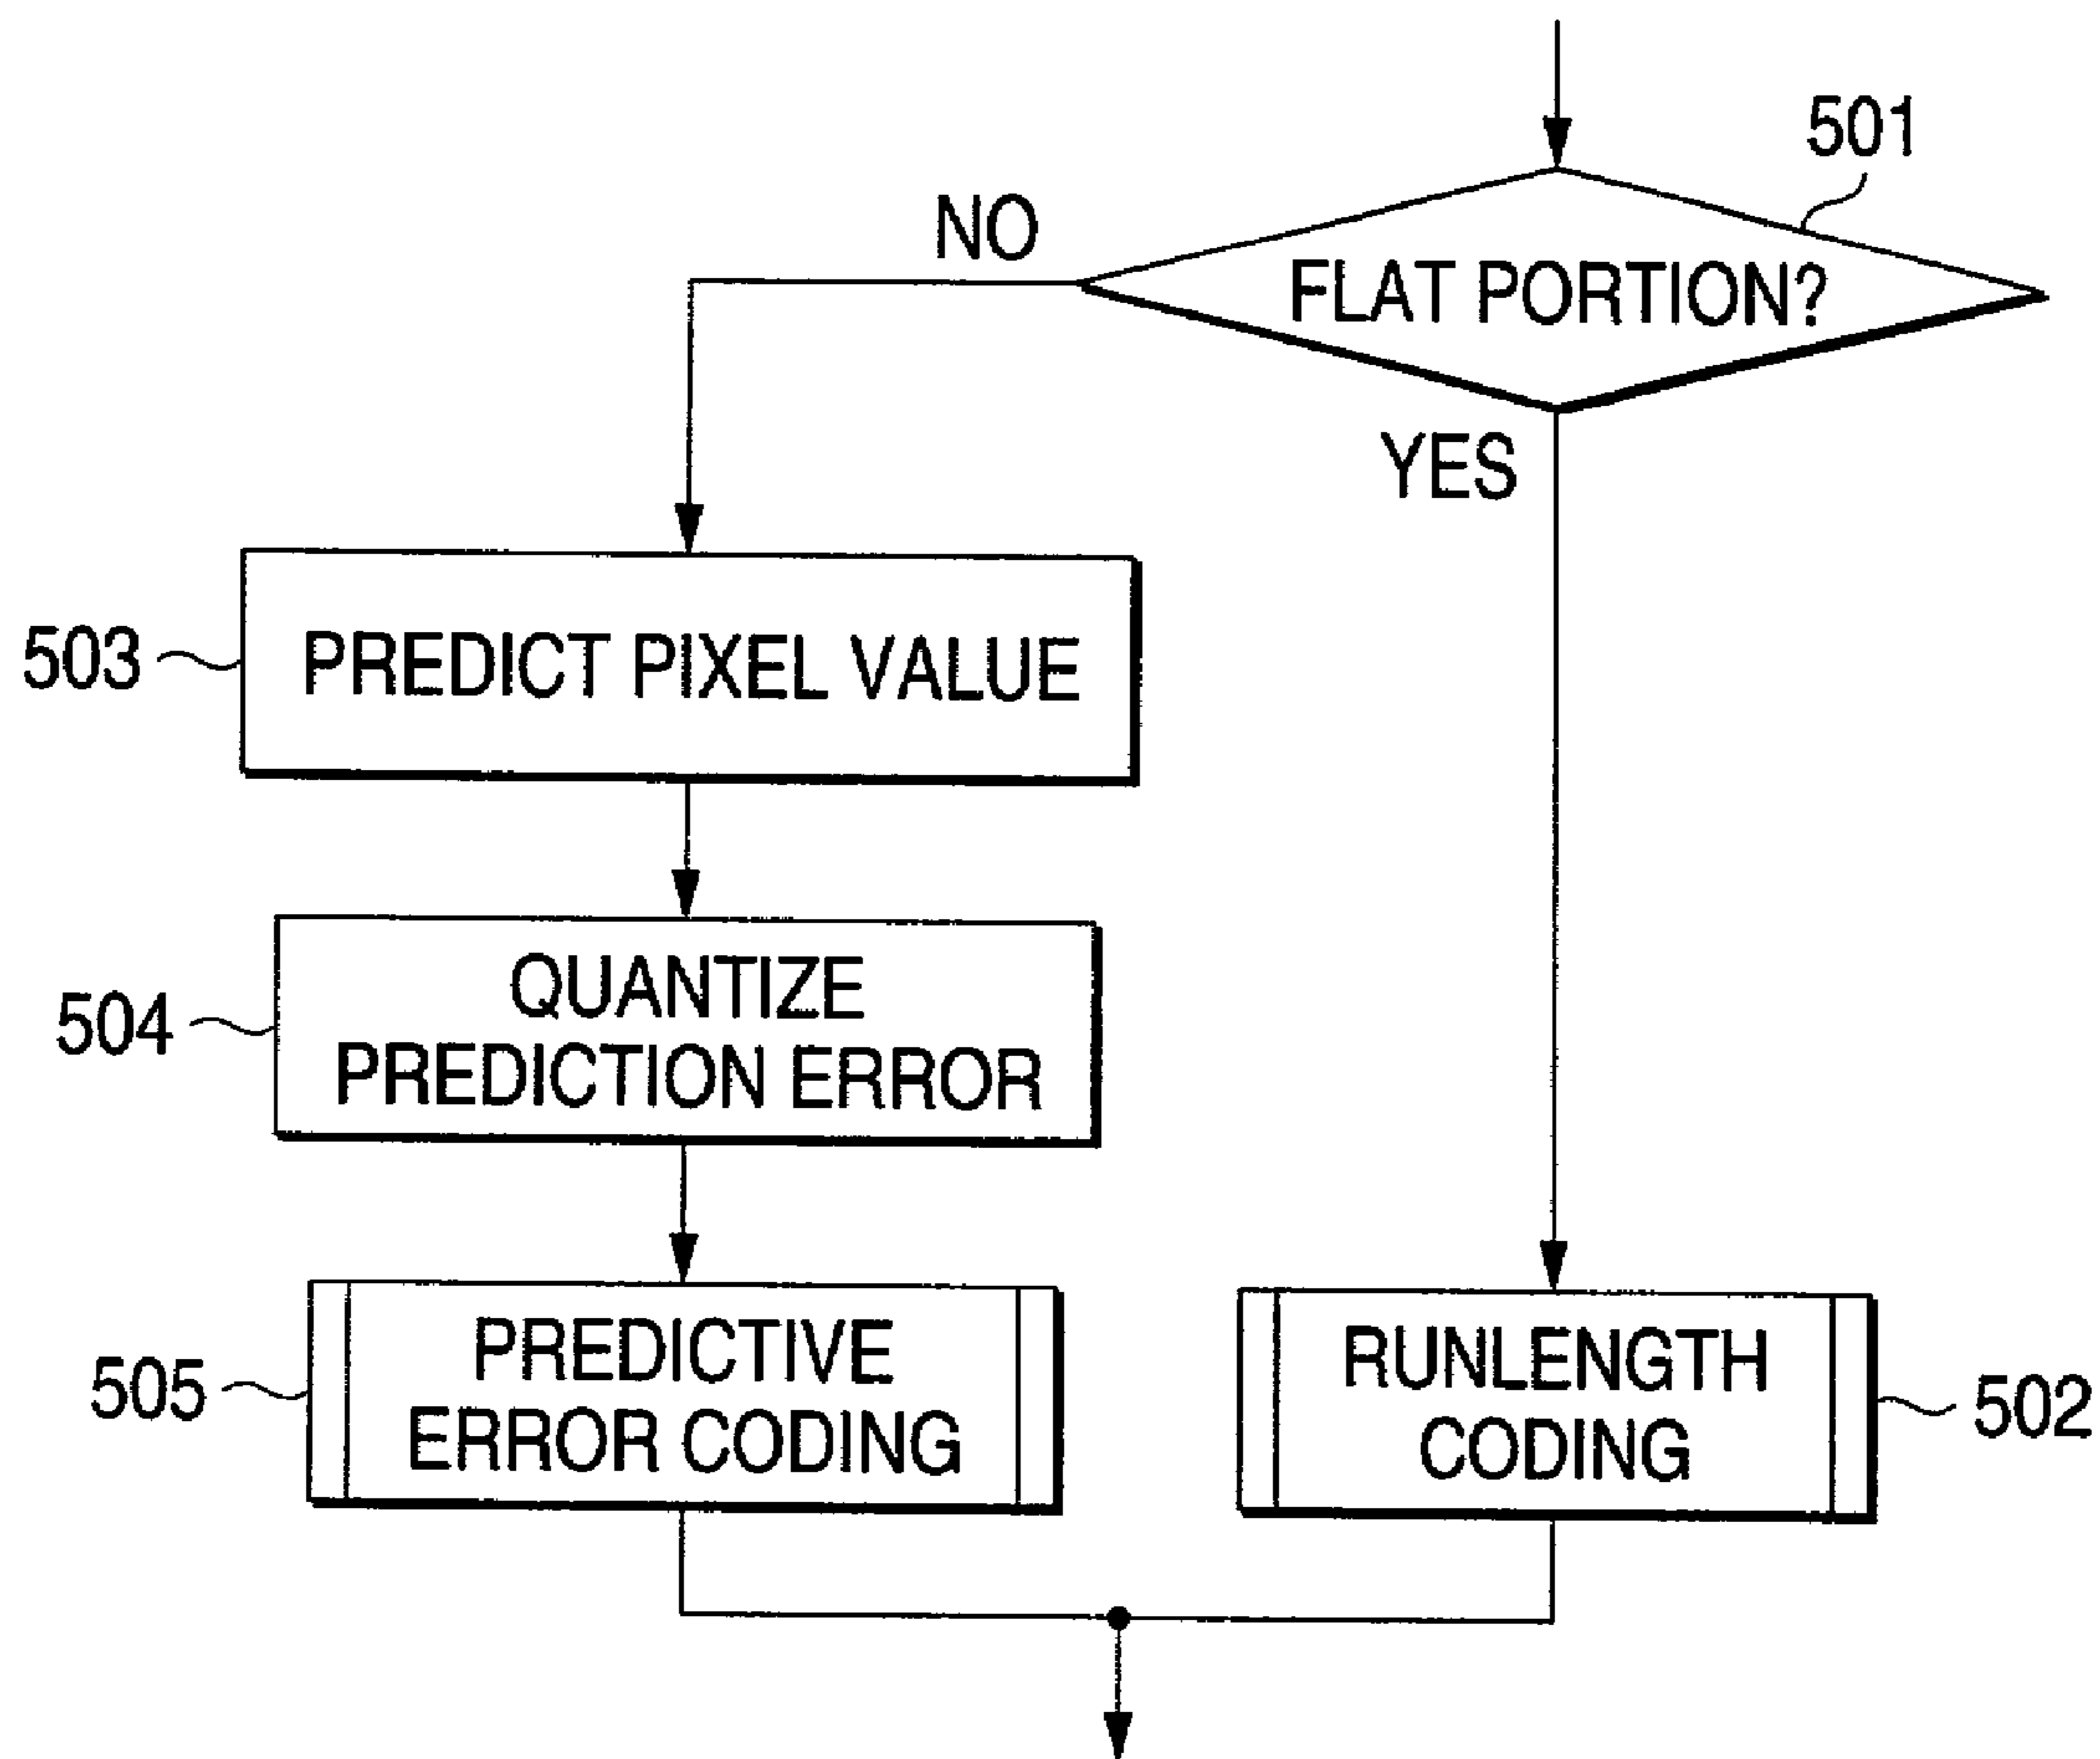 501
NO
FLAT PORTION?
YES
503
PREDICT PIXEL VALUE
504
QUANTIZE
PREDICTION ERROR
505
PREDICTIVE
ERROR CODING
RUNLENGTH
CODING
502